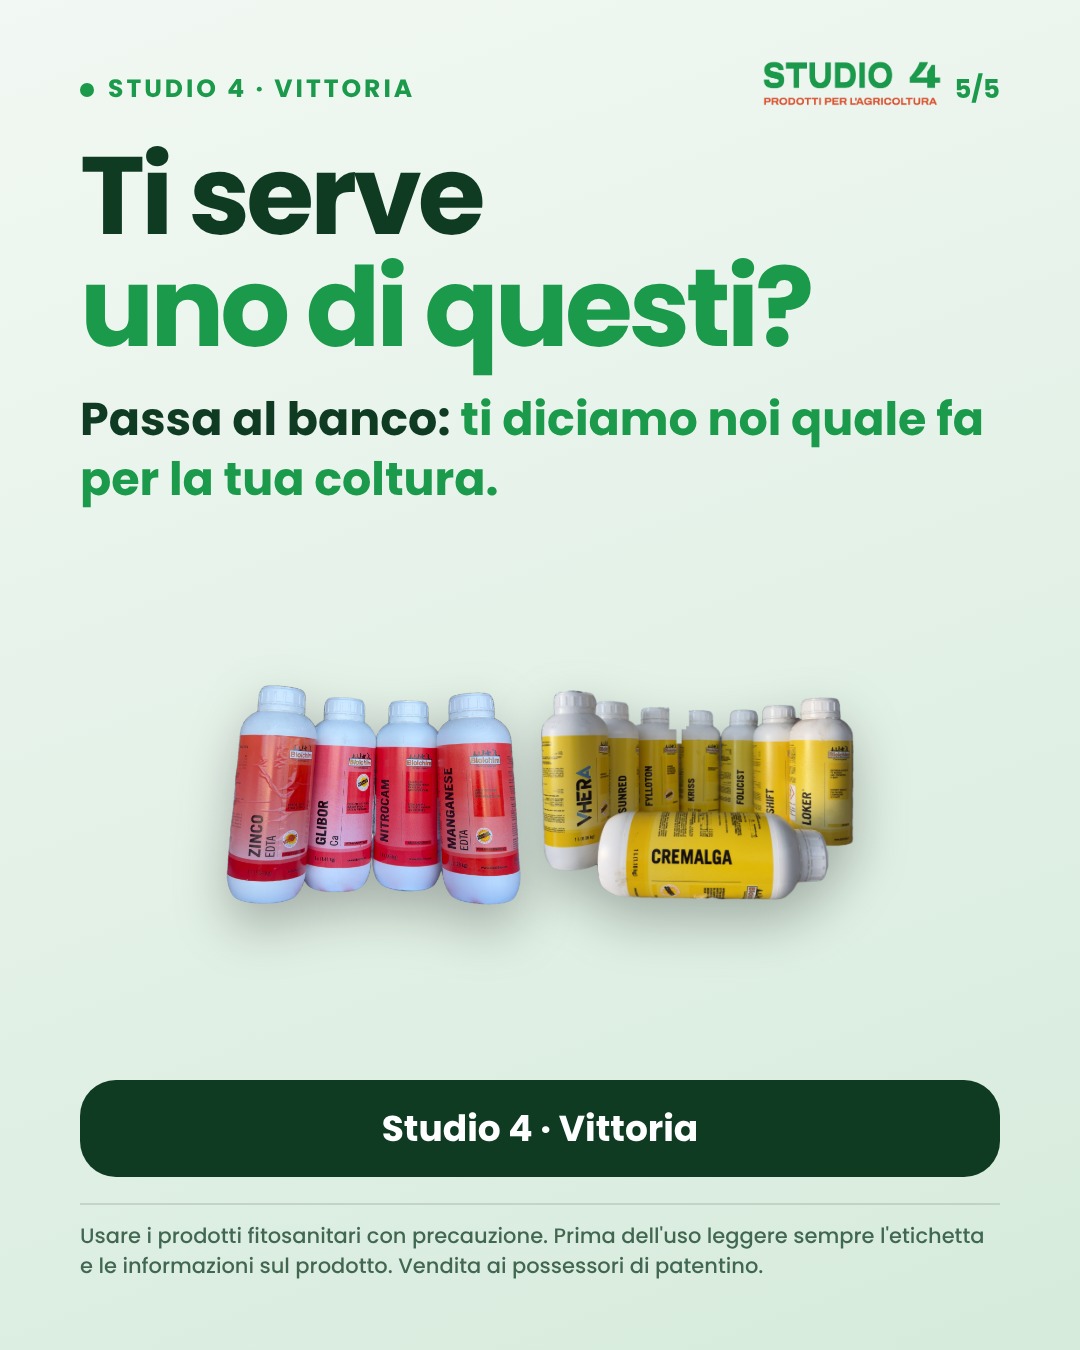 STUDIO 4 · VITTORIA
STUDIO 4
PRODOTTI PER L'AGRICOLTURA
5/5
Ti serve
uno di questi?
Passa al banco: ti diciamo noi quale fa
per la tua coltura.
ZINCO
EDTA
GLIBOR
Ca
NITROCAM
MANGANESE
EDTA
Biolchim
VHERA
SUNRED
FYLLOTON
KRISS
FOLICIST
SHIFT
LOKER
CREMALGA
Studio 4 · Vittoria
Usare i prodotti fitosanitari con precauzione. Prima dell'uso leggere sempre l'etichetta
e le informazioni sul prodotto. Vendita ai possessori di patentino.